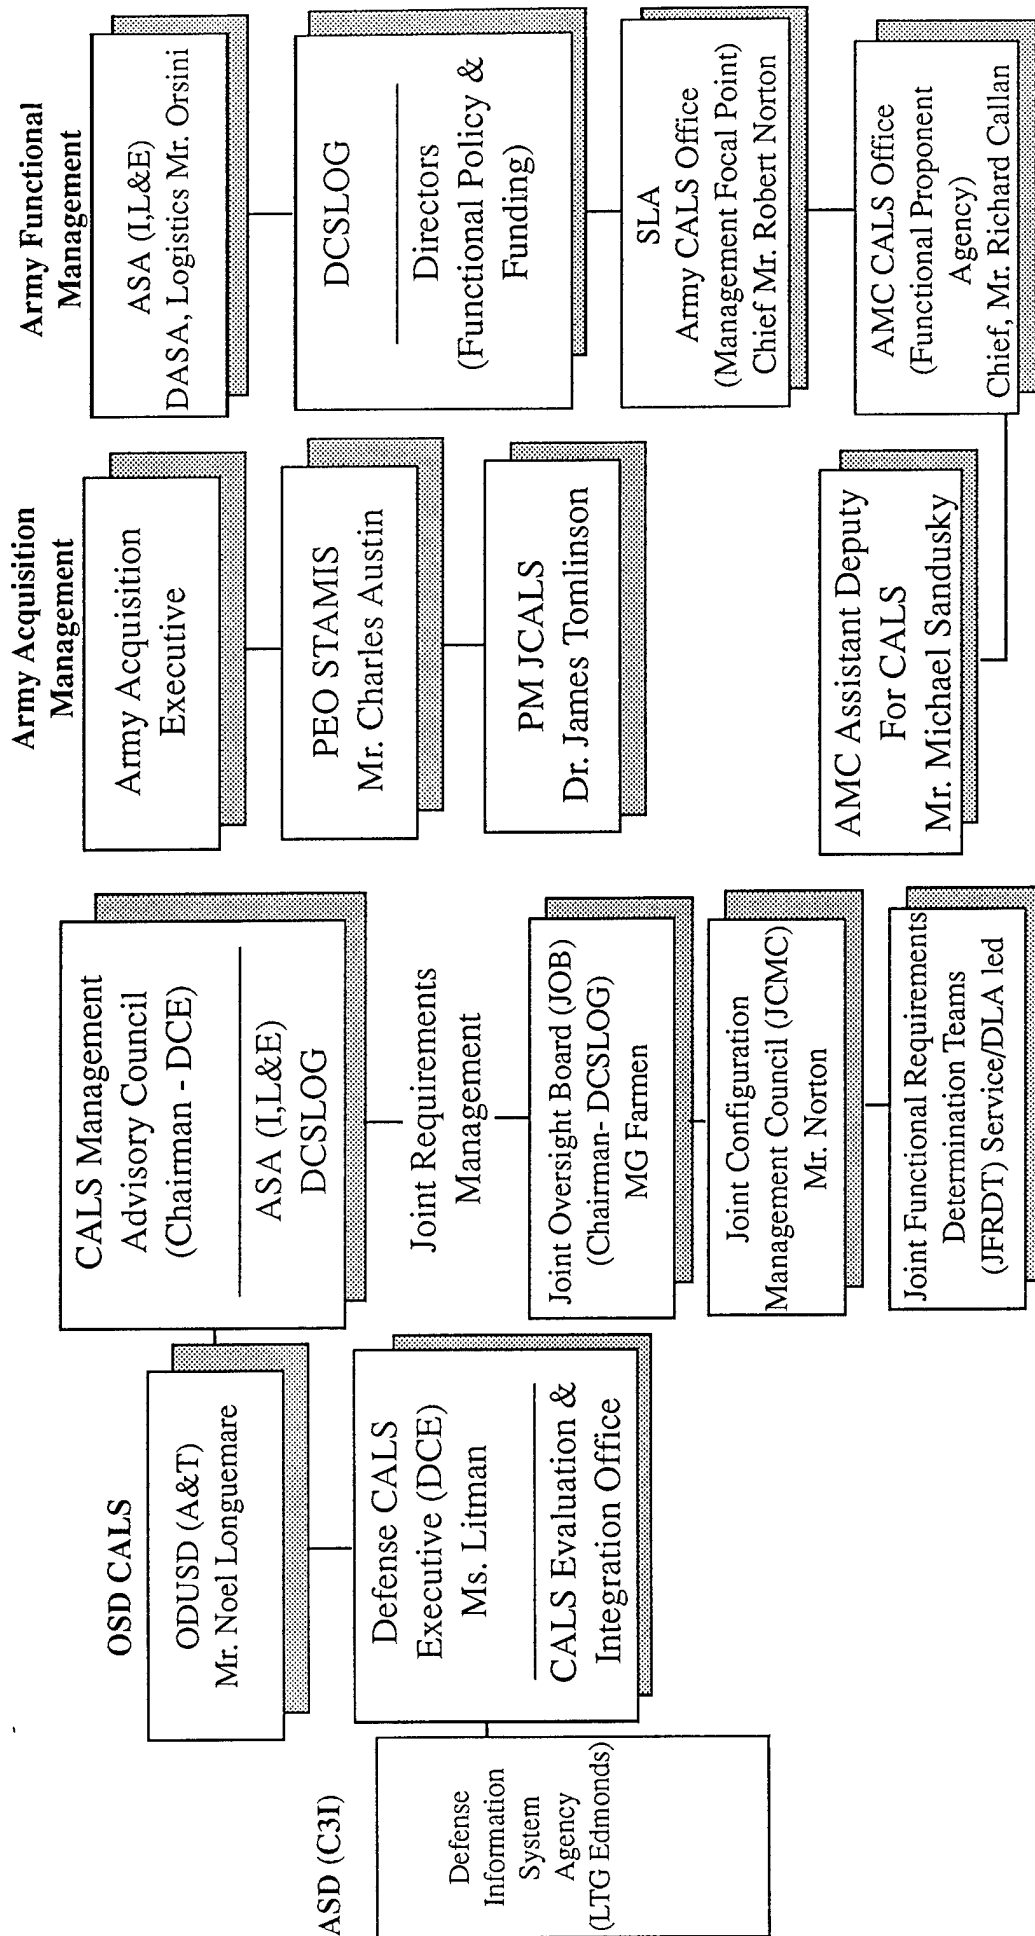 ASD (C3I)
Defense
Information
System
Agency
(LTG Edmonds)
OSD CALS
ODUSD (A&T)
Mr. Noel Longuemare
Defense CALS
Executive (DCE)
Ms. Litman
CALS Evaluation &
Integration Office
CALS Management
Advisory Council
(Chairman - DCE)
ASA (I,L&E)
DCSLOG
Joint Requirements
Management
Joint Oversight Board (JOB)
(Chairman- DCSLOG)
MG Farmen
Joint Configuration
Management Council (JCMC)
Mr. Norton
Joint Functional Requirements
Determination Teams
(JFRDT) Service/DLA led
Army Acquisition
Management
Army Acquisition
Executive
PEO STAMIS
Mr. Charles Austin
PM JCALS
Dr. James Tomlinson
AMC Assistant Deputy
For CALS
Mr. Michael Sandusky
Army Functional
Management
ASA (I,L&E)
DASA, Logistics Mr. Orsini
DCSLOG
Directors
(Functional Policy &
Funding)
SLA
Army CALS Office
(Management Focal Point)
Chief Mr. Robert Norton
AMC CALS Office
(Functional Proponent
Agency)
Chief, Mr. Richard Callan